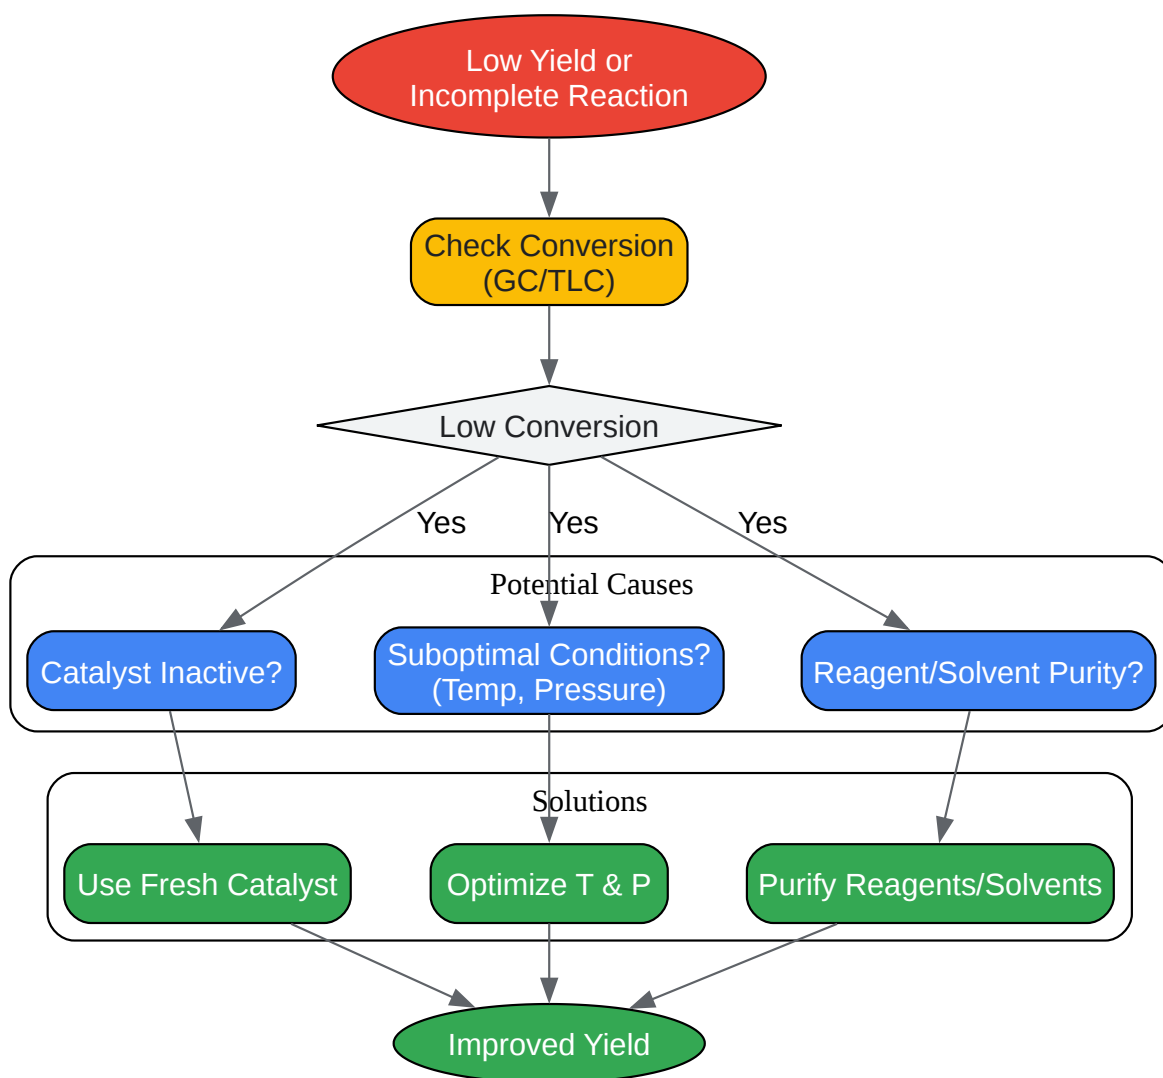 Low Yield or
Incomplete Reaction
Check Conversion
(GC/TLC)
Low Conversion
Yes
Yes
Yes
Potential Causes
Catalyst Inactive?
Suboptimal Conditions?
(Temp, Pressure)
Reagent/Solvent Purity?
Solutions
Use Fresh Catalyst
Optimize T & P
Purify Reagents/Solvents
Improved Yield